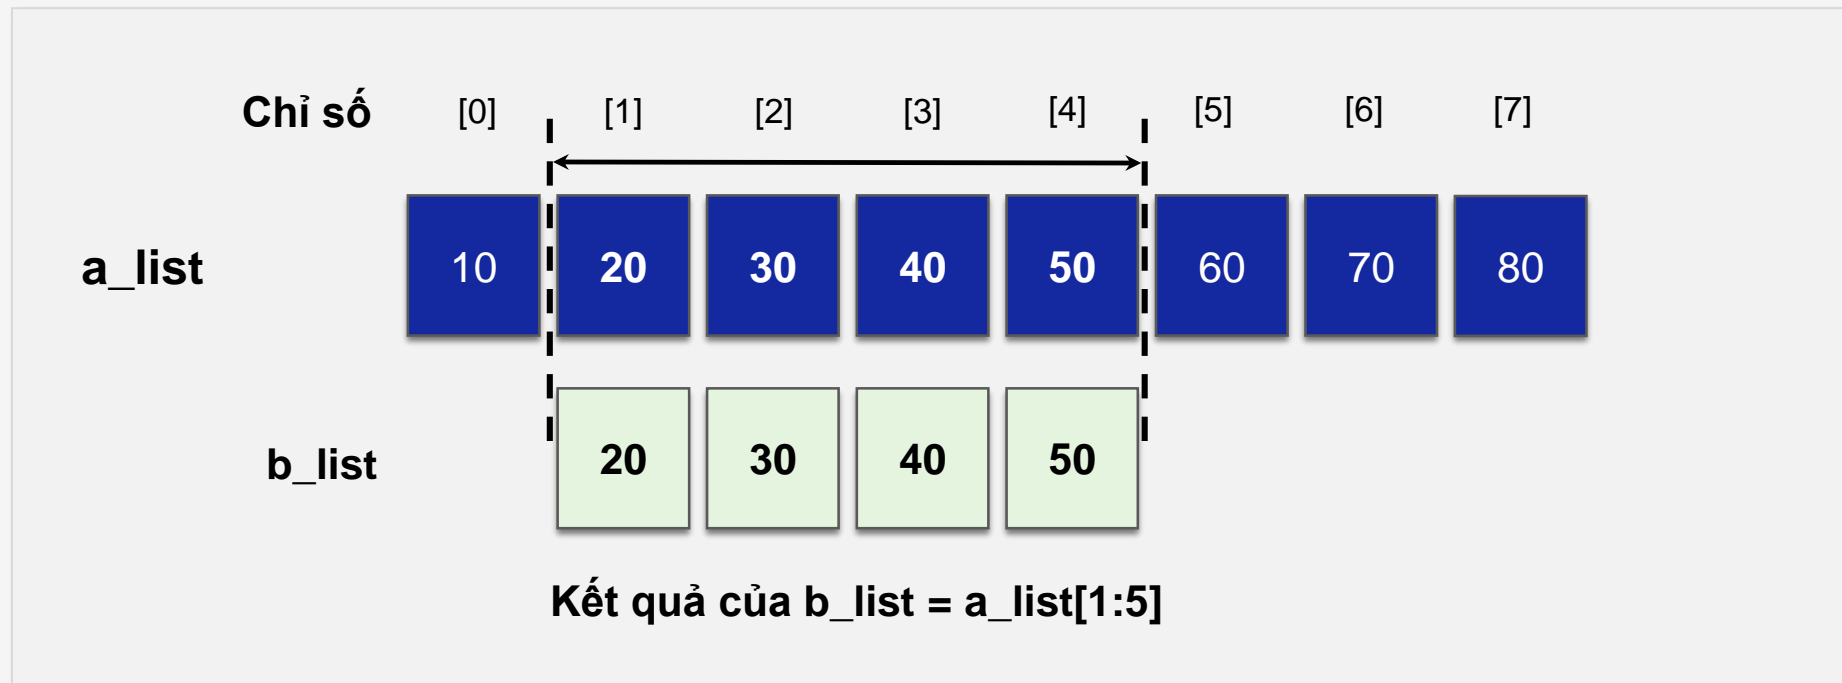 Chỉ số [0] [1] [2] [3] [4] [5] [6] [7]
a_list 10 20 30 40 50 60 70 80
b_list 20 30 40 50
Kết quả của b_list = a_list[1:5]